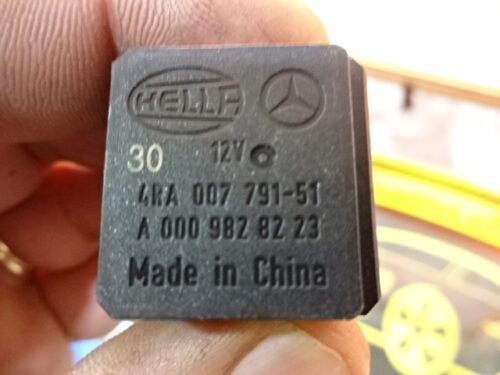 HELLA
30 12V
4RA 007 791-51
A 000 982 82 23
Made in China